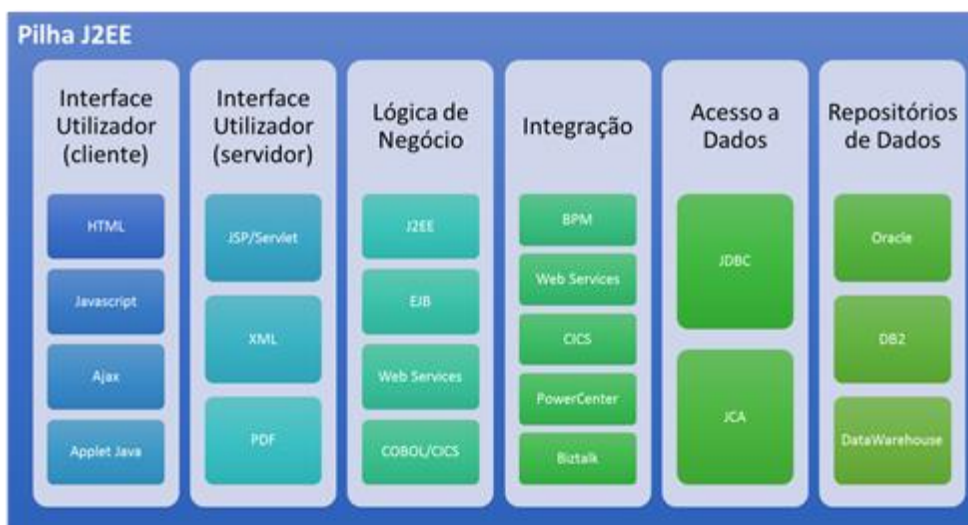 Pilha J2EE
Interface
Utilizador
(cliente)
HTML
Javascript
Ajax
Applet Java
Interface
Utilizador
(servidor)
JSP/Servlet
XML
PDF
Lógica de
Negócio
J2EE
EJB
Web Services
COBOL/CICS
Integração
BPM
Web Services
CICS
PowerCenter
Biztalk
Acesso a
Dados
JDBC
JCA
Repositórios
de Dados
Oracle
DB2
DataWarehouse